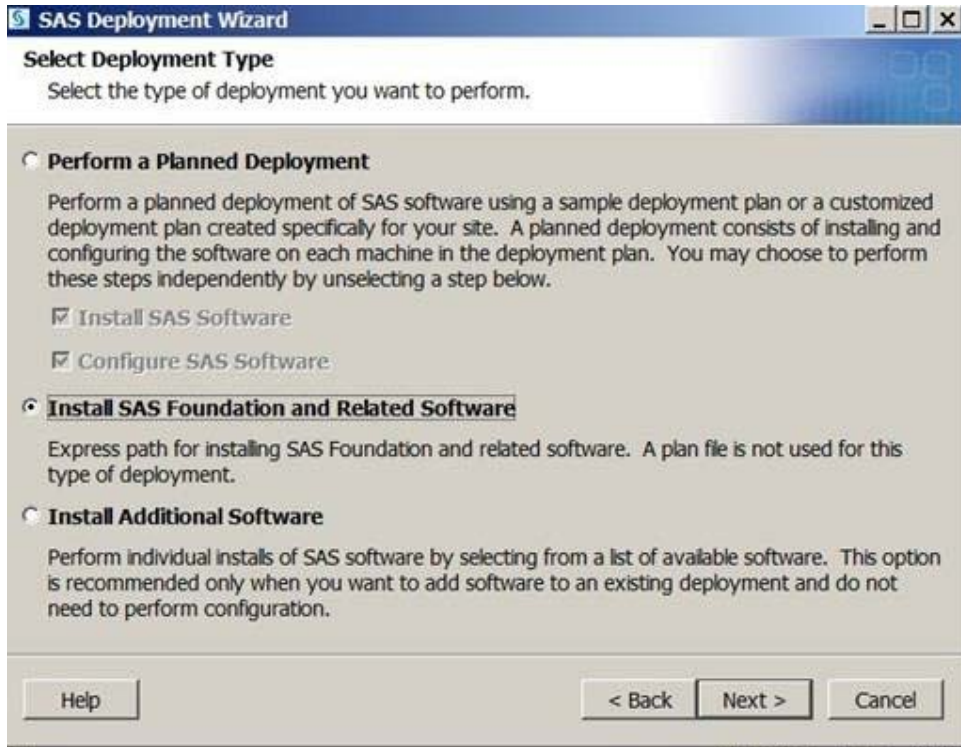 SAS Deployment Wizard
Select Deployment Type
Select the type of deployment you want to perform.
Perform a Planned Deployment
Perform a planned deployment of SAS software using a sample deployment plan or a customized
deployment plan created specifically for your site. A planned deployment consists of installing and
configuring the software on each machine in the deployment plan. You may choose to perform
these steps independently by unselecting a step below.
Install SAS Software
Configure SAS Software
Install SAS Foundation and Related Software
Express path for installing SAS Foundation and related software. A plan file is not used for this
type of deployment.
Install Additional Software
Perform individual installs of SAS software by selecting from a list of available software. This option
is recommended only when you want to add software to an existing deployment and do not
need to perform configuration.
Help < Back Next > Cancel